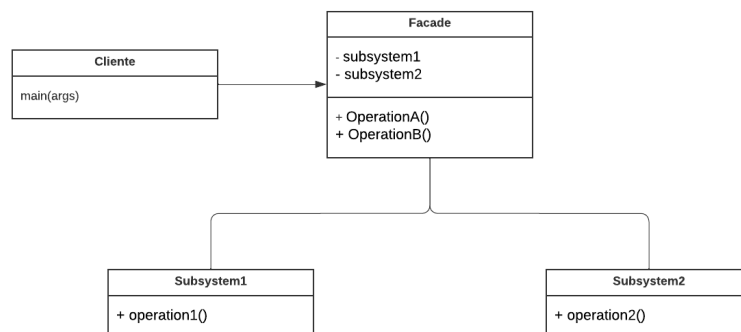 Facade
- subsystem1
- subsystem2
+ OperationA()
+ OperationB()
Cliente
main(args)
Subsystem1
+ operation1()
Subsystem2
+ operation2()